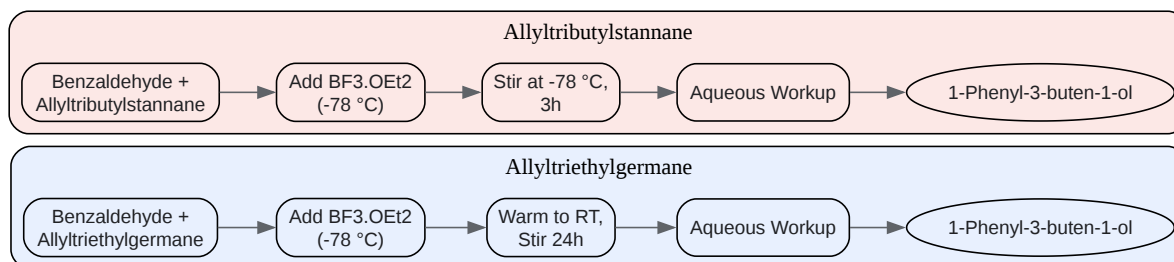 Allyltributylstannane
Benzaldehyde +
Allyltributylstannane
Add BF3.OEt2
(-78 °C)
Stir at -78 °C,
3h
Aqueous Workup
1-Phenyl-3-buten-1-ol
Allyltriethylgermane
Benzaldehyde +
Allyltriethylgermane
Add BF3.OEt2
(-78 °C)
Warm to RT,
Stir 24h
Aqueous Workup
1-Phenyl-3-buten-1-ol